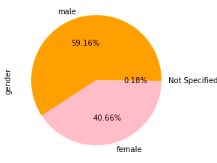 male
59.16%
gender
0.18%
Not Specified
40.66%
female